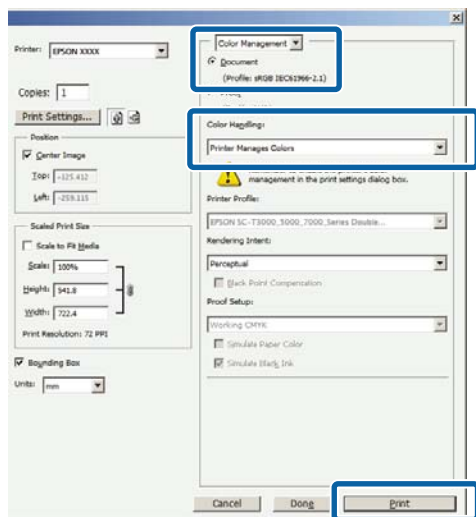 Printer: EPSON XXXX
Copies: 1
Print Settings...
Position
Center Image
Top: -125.412
Left: -259.115
Scaled Print Size
Scale to Fit Media
Scale: 100%
Height: 541.8
Width: 722.4
Print Resolution: 72 PPI
Bounding Box
Units: mm
Color Management
Document
(Profile: sRGB IEC61966-2.1)
Color Handling:
Printer Manages Colors
management in the print settings dialog box.
Printer Profile:
EPSON SC-T3000_5000_7000_Series Double...
Rendering Intent:
Perceptual
Black Point Compensation
Proof Setup:
Working CMYK
Simulate Paper Color
Simulate Black Ink
Cancel
Done
Print